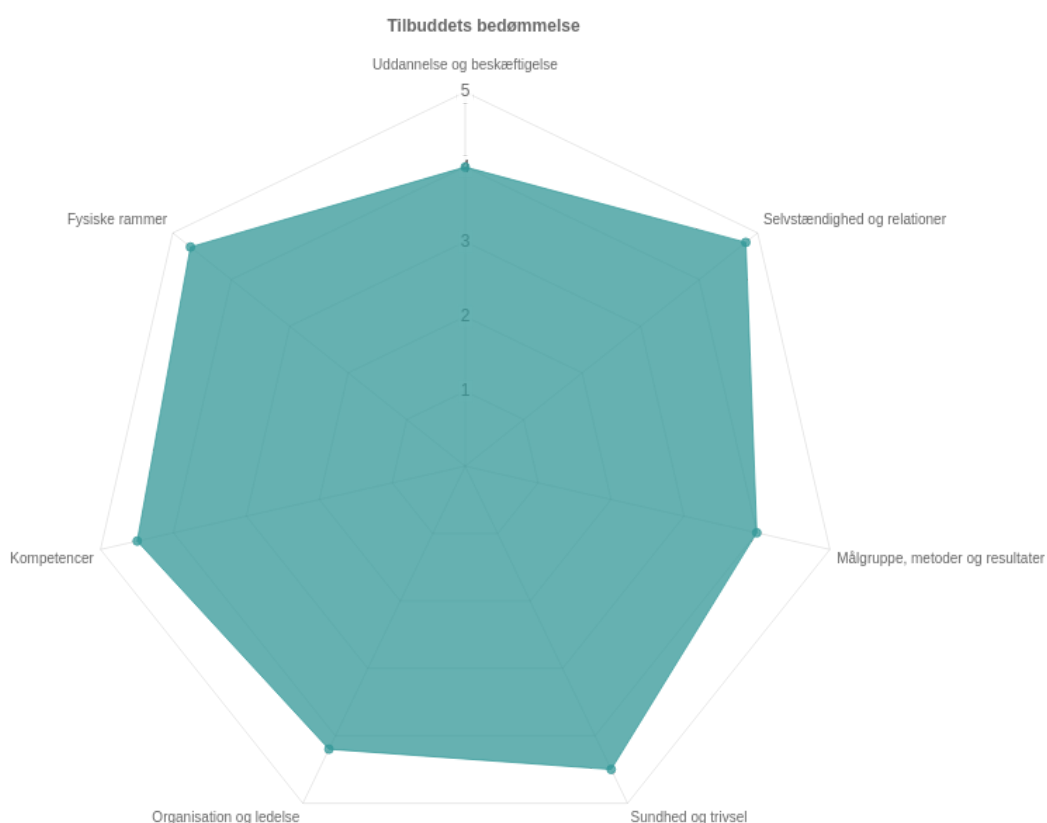 Tilbuddets bedømmelse
Uddannelse og beskæftigelse
5
4
Fysiske rammer
Selvstændighed og relationer
3
2
1
Kompetencer
Målgruppe, metoder og resultater
Organisation og ledelse
Sundhed og trivsel